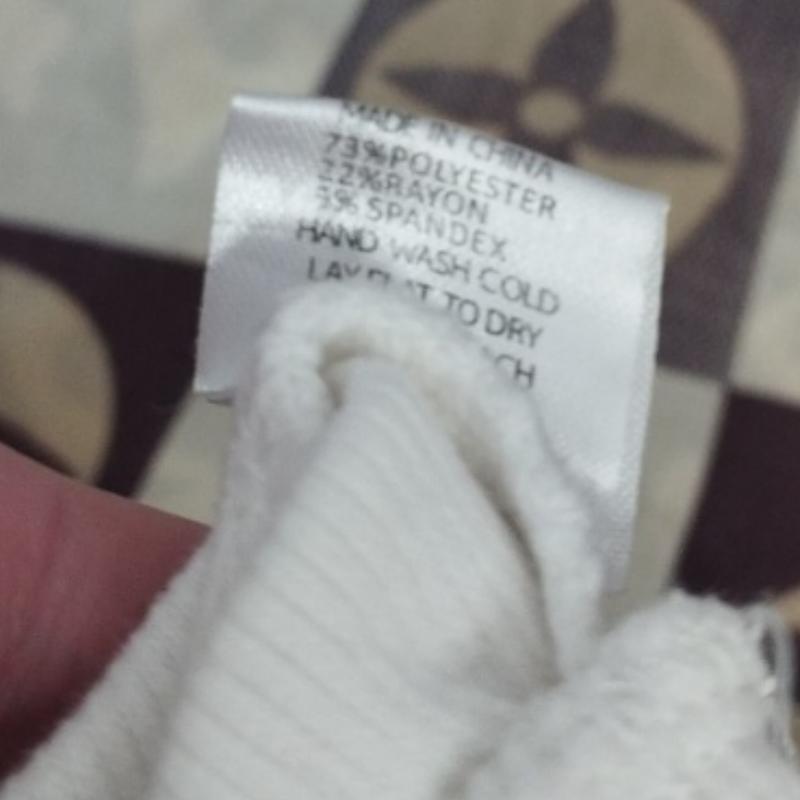 MADE IN CHINA
73%POLYESTER
22%RAYON
5% SPANDEX
HAND WASH COLD
LAY FLAT TO DRY